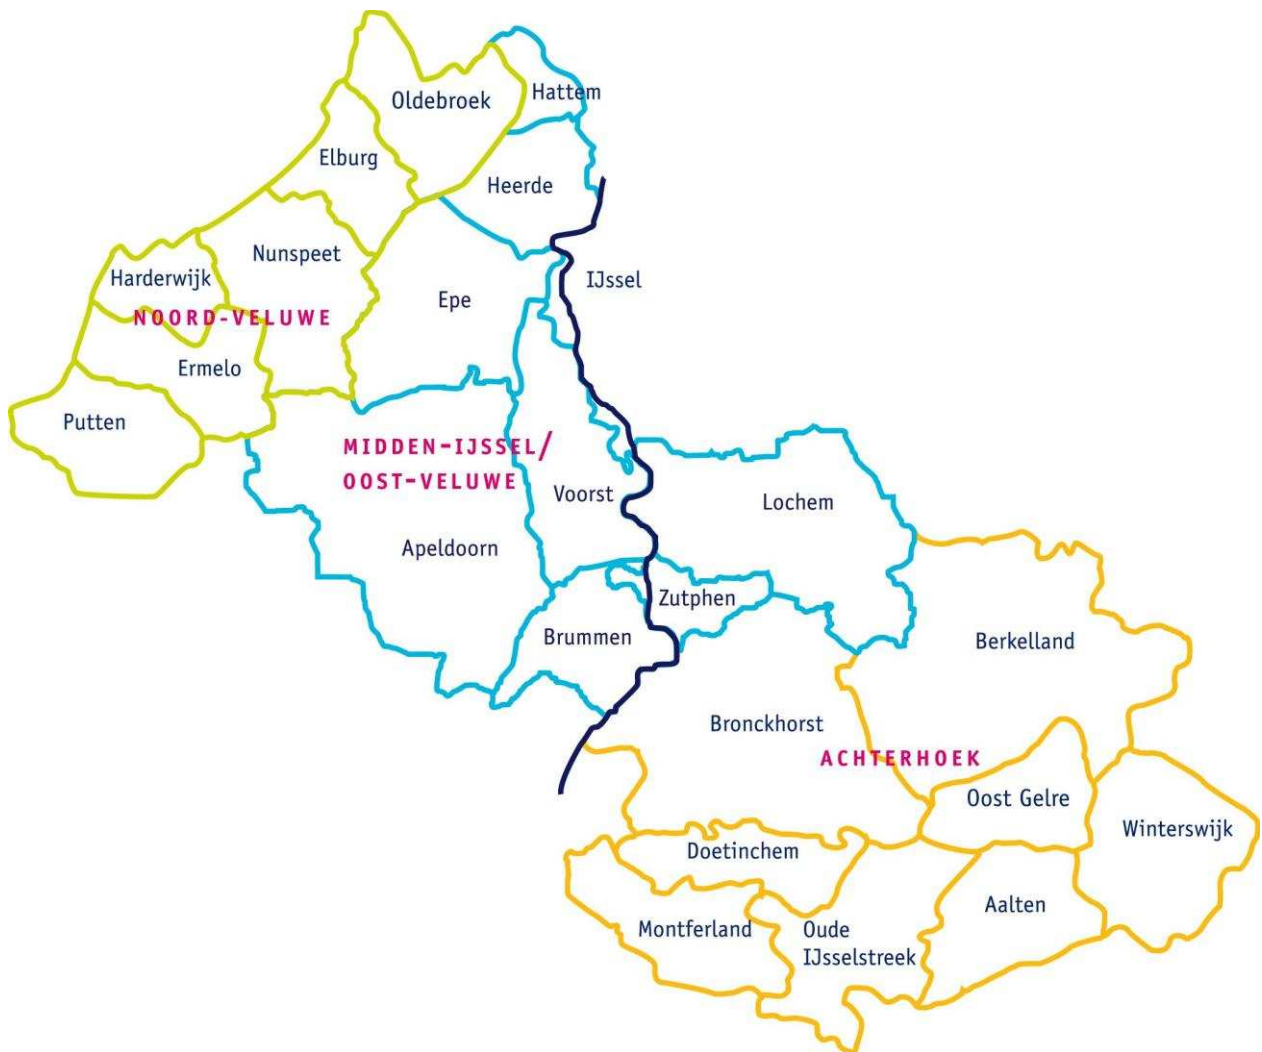 Oldebroek
Hattem
Elburg
Heerde
Nunspeet
Harderwijk
IJssel
Epe
NOORD-VELUWE
Ermelo
Putten
MIDDEN-IJSSEL/
OOST-VELUWE
Voorst
Lochem
Apeldoorn
Zutphen
Brummen
Berkelland
Bronckhorst
ACHTERHOEK
Oost Gelre
Winterswijk
Doetinchem
Aalten
Montferland
Oude
IJsselstreek